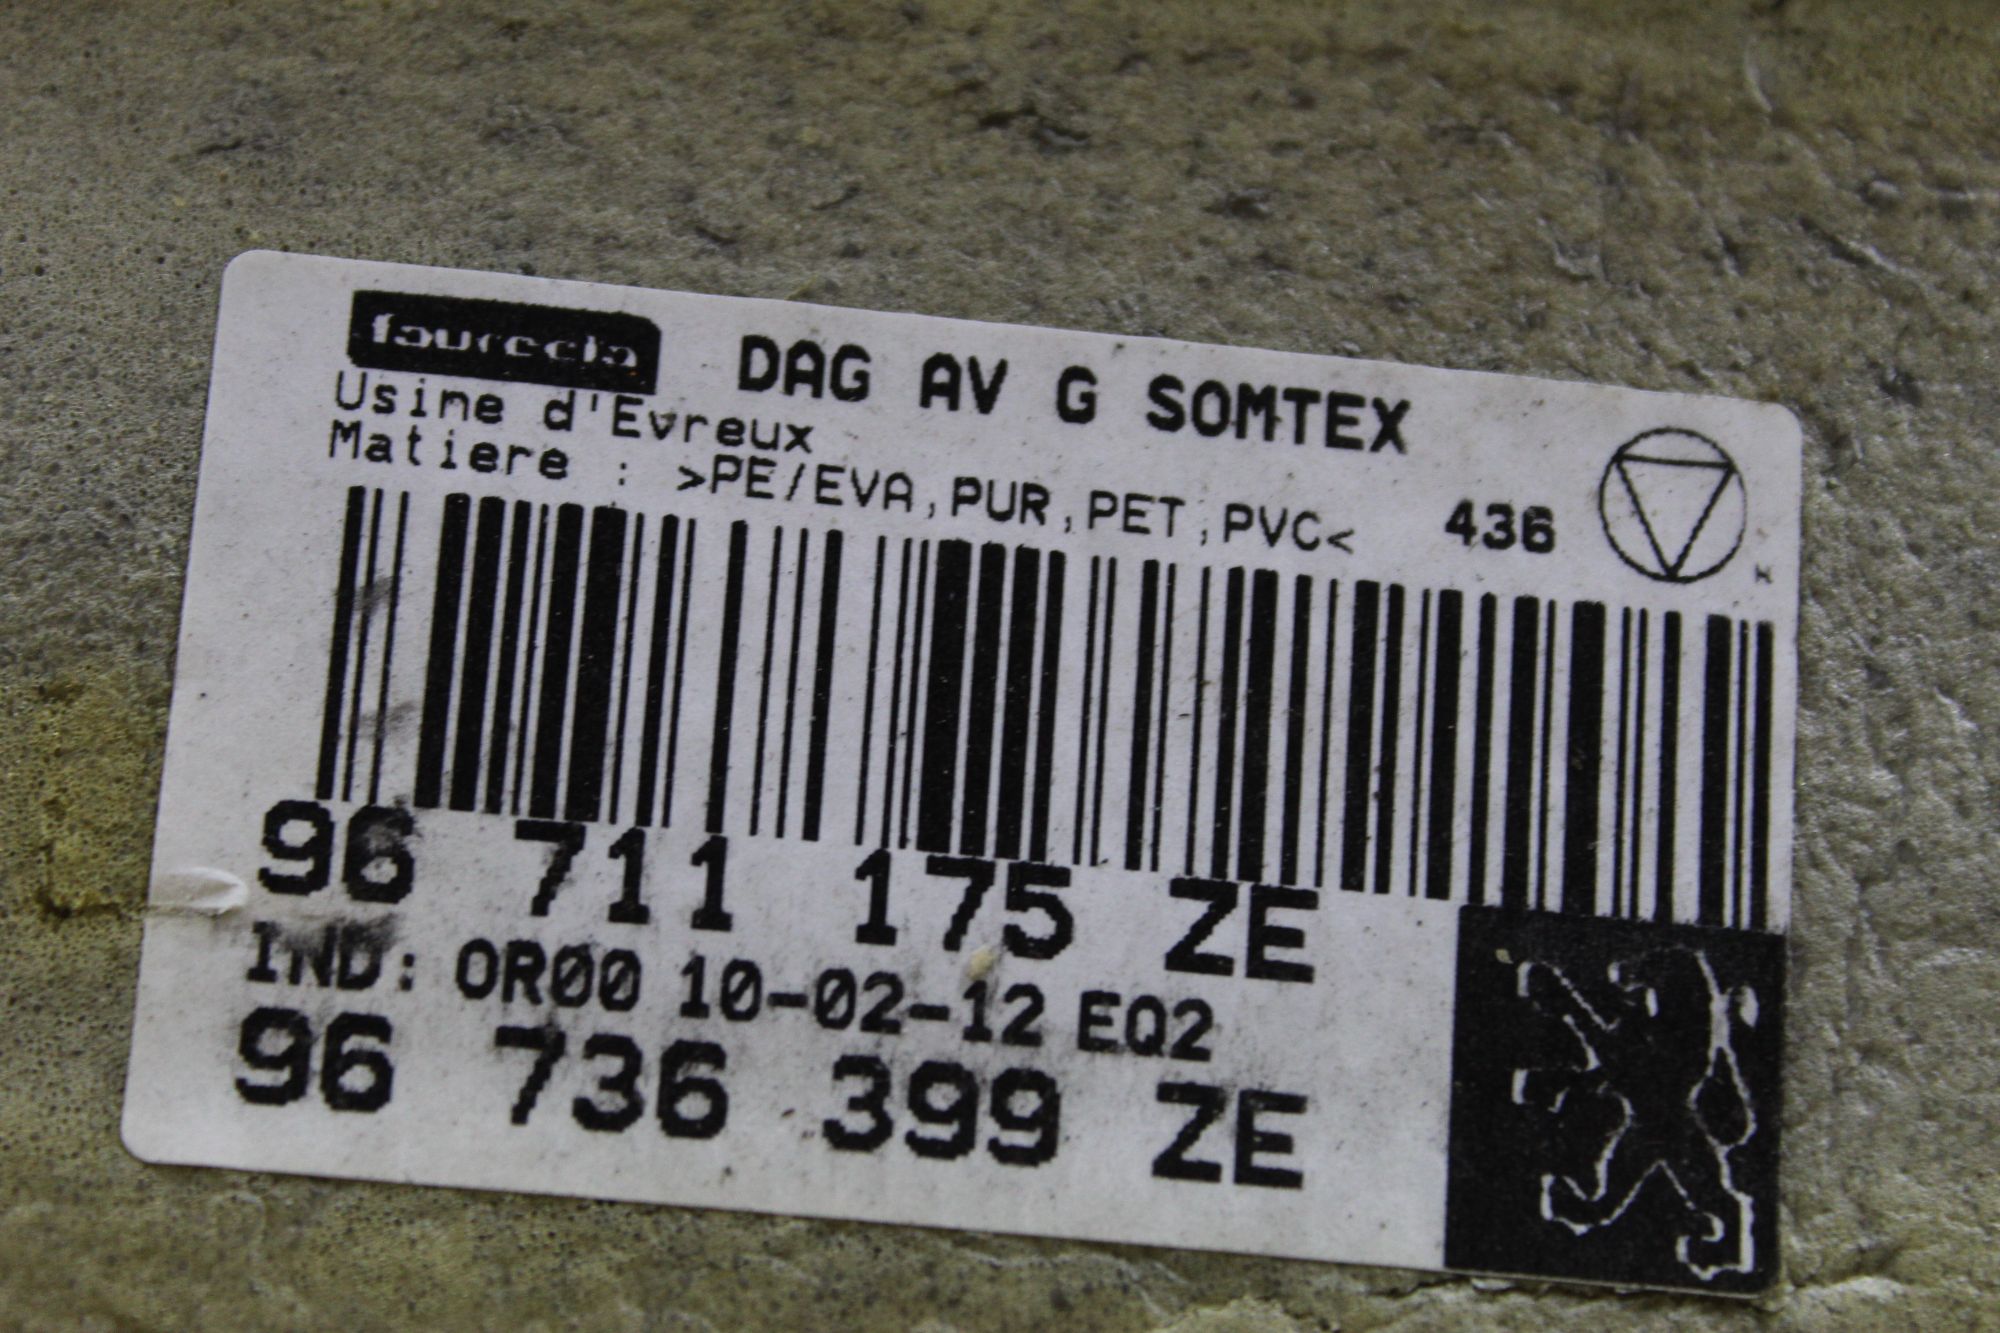 faurecia
DAG AV G SOMTEX
Usine d'Evreux
Matiere : >PE/EVA,PUR,PET,PVC<
436
96 711 175 ZE
IND: OR00 10-02-12 EQ2
96 736 399 ZE